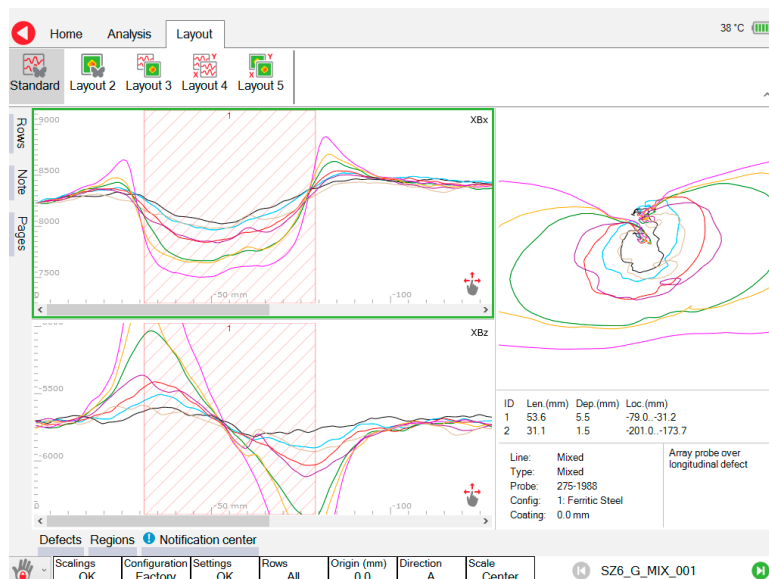 Home Analysis Layout
38 °C
Standard Layout 2 Layout 3 Layout 4 Layout 5
Rows
Note
Pages
1
XBx
9000
8500
8000
7500
0
-50 mm
-100
1
XBz
-5500
-6000
0
-50 mm
-100
ID Len.(mm) Dep.(mm) Loc.(mm)
1 53.6 5.5 -79.0..-31.2
2 31.1 1.5 -201.0..-173.7
Line: Mixed
Type: Mixed
Probe: 275-1988
Config: 1: Ferritic Steel
Coating: 0.0 mm
Array probe over
longitudinal defect
Defects Regions Notification center
Scalings Configuration Settings Rows Origin (mm) Direction Scale
OK Factory OK All 0.0 A Center
SZ6_G_MIX_001